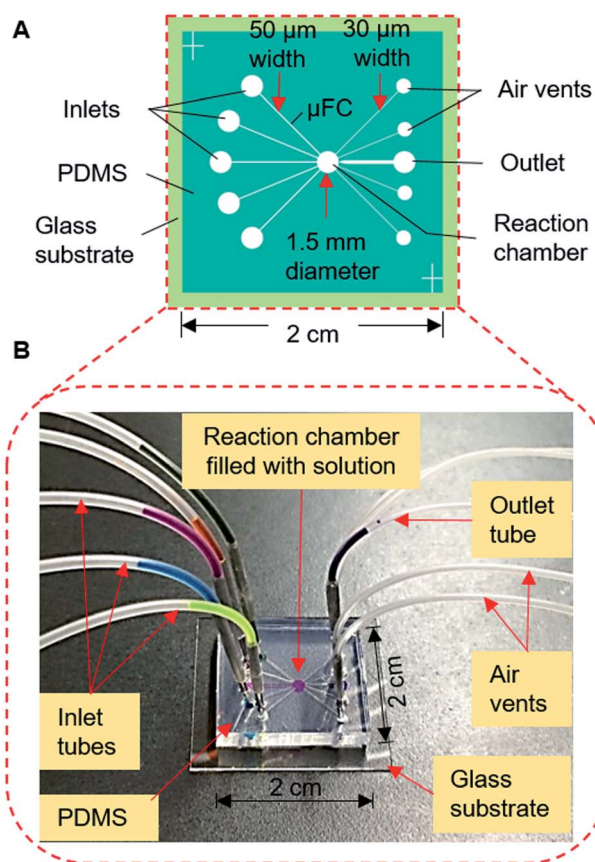 A
50 µm
width
30 µm
width
Inlets
µFC
Air vents
PDMS
Outlet
Glass
substrate
Reaction
chamber
1.5 mm
diameter
2 cm
B
Reaction chamber
filled with solution
Outlet
tube
Air
vents
Inlet
tubes
2 cm
2 cm
PDMS
Glass
substrate